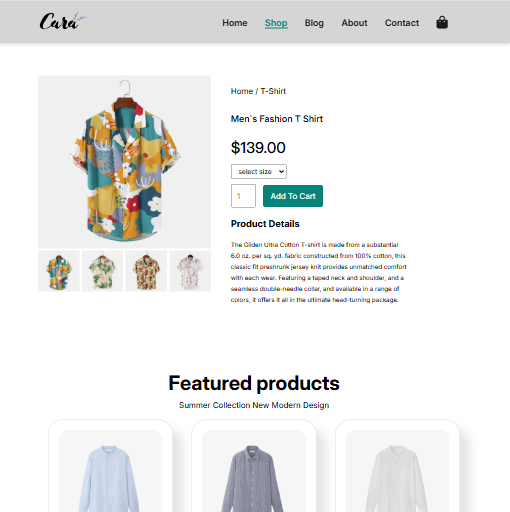 Cara
Home Shop Blog About Contact
Home / T-Shirt
Men`s Fashion T Shirt
$139.00
select size
1 Add To Cart
Product Details
The Gilden Ultra Cotton T-shirt is made from a substantial
6.0 oz. per sq. yd. fabric constructed from 100% cotton, this
classic fit preshrunk jersey knit provides unmatched comfort
with each wear. Featuring a taped neck and shoulder, and a
seamless double-needle collar, and available in a range of
colors, it offers it all in the ultimate head-turning package.
Featured products
Summer Collection New Modern Design